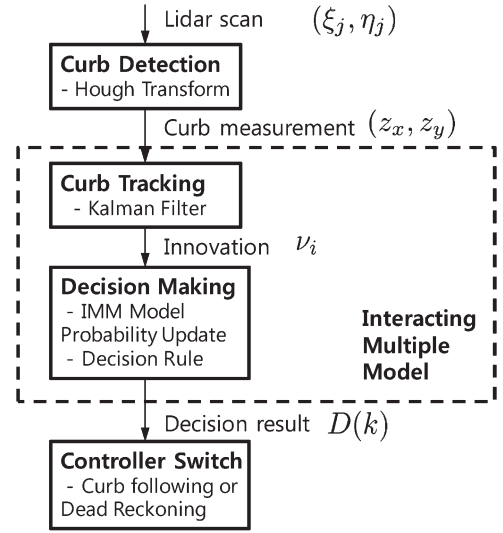 Lidar scan (ξj, ηj)
Curb Detection
- Hough Transform
Curb measurement (zx, zy)
Curb Tracking
- Kalman Filter
Innovation νi
Decision Making
- IMM Model
Probability Update
- Decision Rule
Interacting
Multiple
Model
Decision result D(k)
Controller Switch
- Curb following or
Dead Reckoning